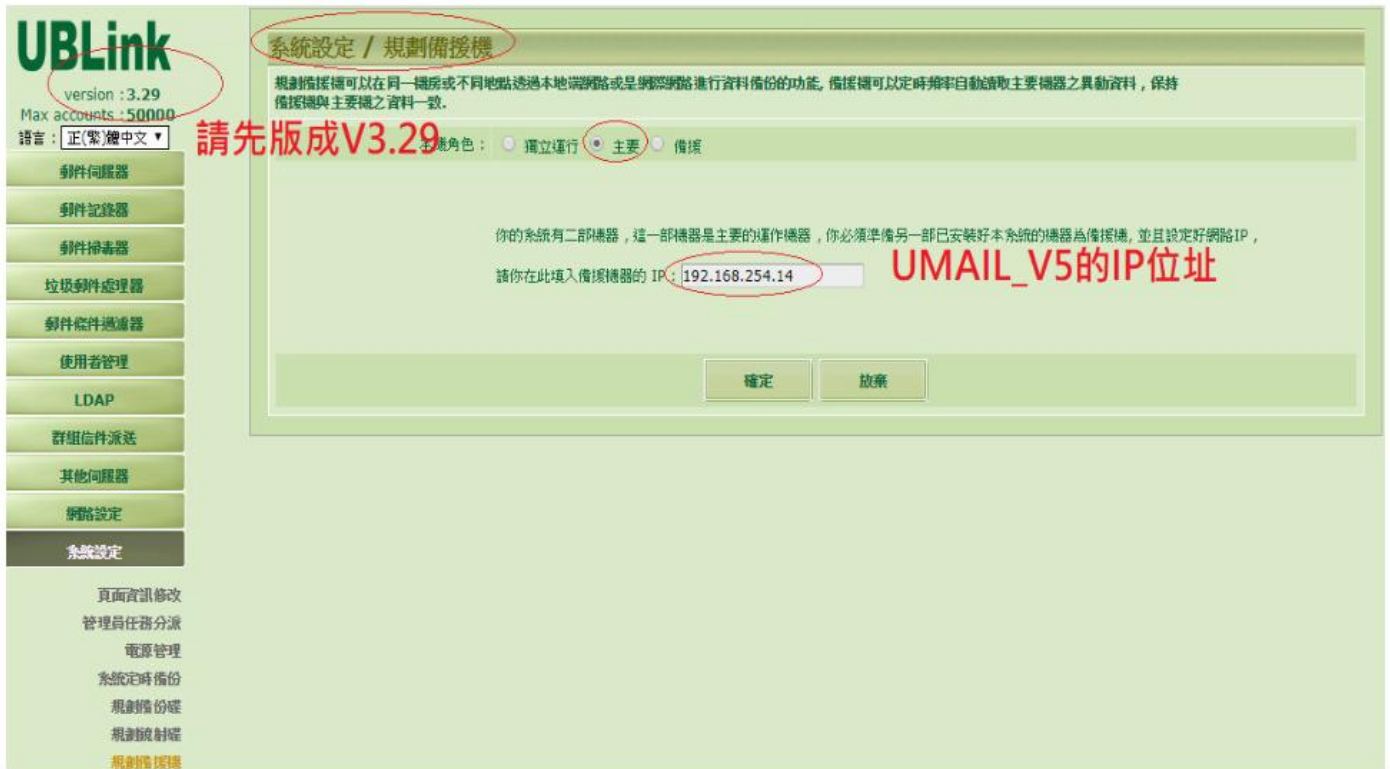 UBLink
version :3.29
Max accounts :50000
語言： 正(繁)體中文
郵件伺服器
郵件記錄器
郵件掃毒器
垃圾郵件處理器
郵件條件過濾器
使用者管理
LDAP
群組信件派送
其他伺服器
網路設定
系統設定
頁面資訊修改
管理員任務分派
電源管理
系統定時備份
規劃備份碟
規劃鏡射碟
規劃備援機
系統設定 / 規劃備援機
規劃備援機可以在同一機房或不同地點透過本地端網路或是網際網路進行資料備份的功能, 備援機可以定時頻率自動讀取主要機器之異動資料，保持
備援機與主要機之資料一致.
請先版成V3.29
機角色： 獨立運行 主要 備援
你的系統有二部機器，這一部機器是主要的運作機器，你必須準備另一部已安裝好本系統的機器為備援機, 並且設定好網路IP，
請你在此填入備援機器的 IP：192.168.254.14
UMAIL_V5的IP位址
確定 放棄